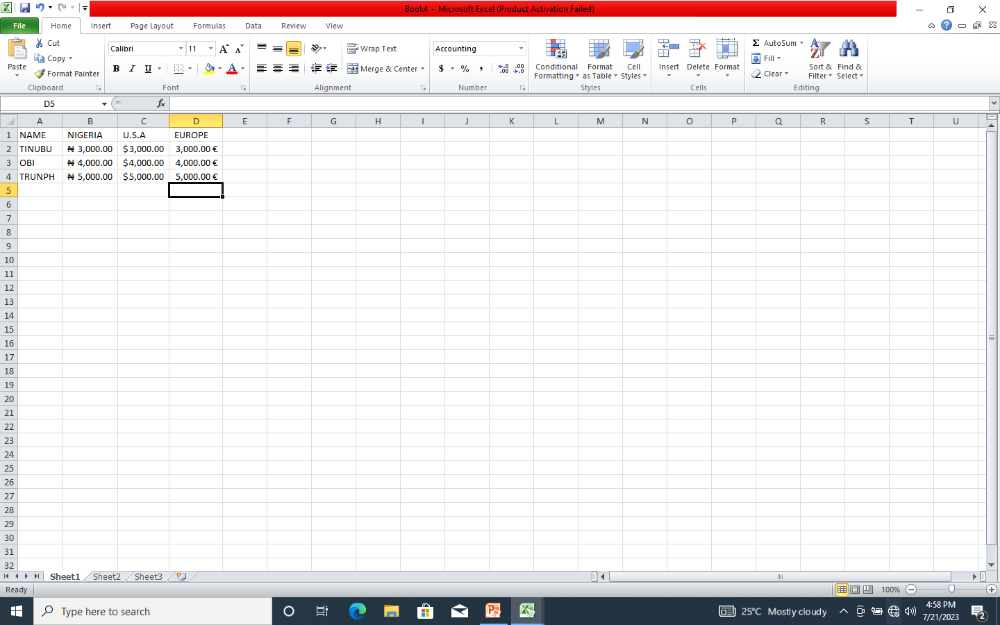 Book4 - Microsoft Excel (Product Activation Failed)
File Home Insert Page Layout Formulas Data Review View
Paste Cut Copy Format Painter
Clipboard
Calibri 11
B I U A
Font
Wrap Text
Merge & Center
Alignment
Accounting
$ % ,
Number
Conditional Formatting Format as Table Cell Styles
Styles
Insert Delete Format
Cells
Σ AutoSum
Fill
Clear
Sort & Filter Find & Select
Editing
D5 fx
A B C D E F G H I J K L M N O P Q R S T U
1 NAME NIGERIA U.S.A EUROPE
2 TINUBU ₦ 3,000.00 $3,000.00 3,000.00 €
3 OBI ₦ 4,000.00 $4,000.00 4,000.00 €
4 TRUNPH ₦ 5,000.00 $5,000.00 5,000.00 €
5
6
7
8
9
10
11
12
13
14
15
16
17
18
19
20
21
22
23
24
25
26
27
28
29
30
31
32
Sheet1 Sheet2 Sheet3
Ready 100%
Type here to search 25°C Mostly cloudy 4:58 PM
7/21/2023 2